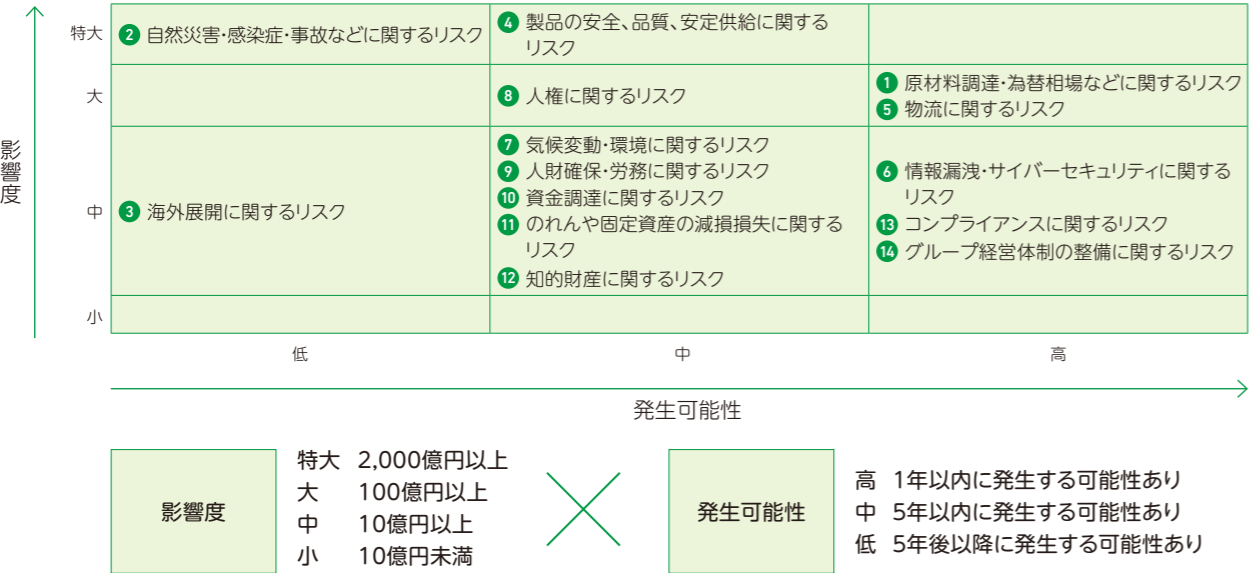 特大
❷ 自然災害・感染症・事故などに関するリスク
❹ 製品の安全、品質、安定供給に関する
リスク
大
❽ 人権に関するリスク
❶ 原材料調達・為替相場などに関するリスク
❺ 物流に関するリスク
影響度
中
❸ 海外展開に関するリスク
❼ 気候変動・環境に関するリスク
❾ 人財確保・労務に関するリスク
❿ 資金調達に関するリスク
⓫ のれんや固定資産の減損損失に関する
リスク
⓬ 知的財産に関するリスク
❻ 情報漏洩・サイバーセキュリティに関する
リスク
⓭ コンプライアンスに関するリスク
⓮ グループ経営体制の整備に関するリスク
小
低
中
高
発生可能性
影響度
特大 2,000億円以上
大 100億円以上
中 10億円以上
小 10億円未満
発生可能性
高 1年以内に発生する可能性あり
中 5年以内に発生する可能性あり
低 5年後以降に発生する可能性あり